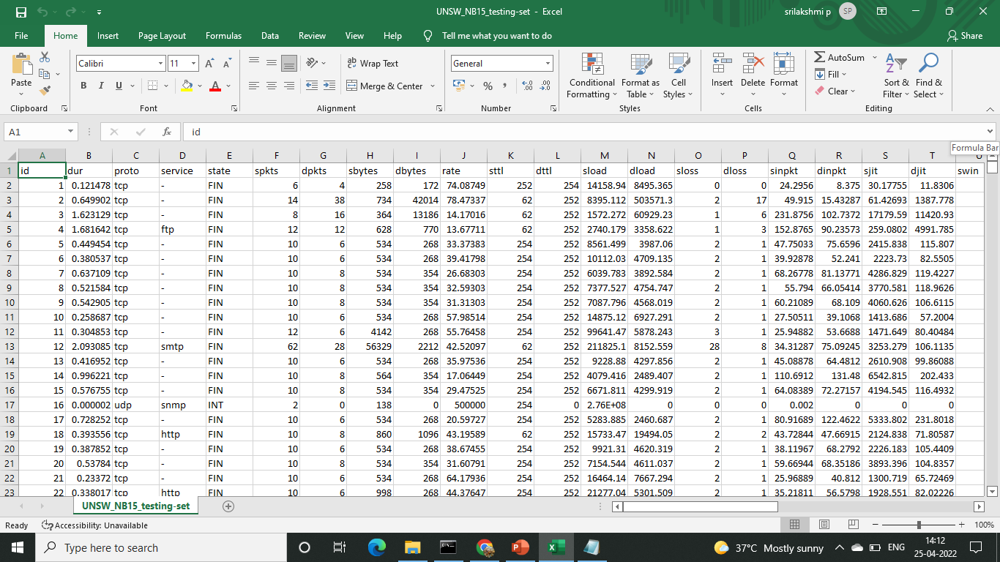 UNSW_NB15_testing-set - Excel
srilakshmi p
SP
File Home Insert Page Layout Formulas Data Review View Help Tell me what you want to do Share
Paste
Calibri 11
B I U
Wrap Text
Merge & Center
General
Conditional Formatting
Format as Table
Cell Styles
Insert Delete Format
AutoSum
Fill
Clear
Sort & Filter
Find & Select
Clipboard Font Alignment Number Styles Cells Editing
A1 fx id
Formula Bar
A B C D E F G H I J K L M N O P Q R S T U
1 id dur proto service state spkts dpkts sbytes dbytes rate sttl dttl sload dload sloss dloss sinpkt dinpkt sjit djit swin
2 1 0.121478 tcp - FIN 6 4 258 172 74.08749 252 254 14158.94 8495.365 0 0 24.2956 8.375 30.17755 11.8306
3 2 0.649902 tcp - FIN 14 38 734 42014 78.47337 62 252 8395.112 503571.3 2 17 49.915 15.43287 61.42693 1387.778
4 3 1.623129 tcp - FIN 8 16 364 13186 14.17016 62 252 1572.272 60929.23 1 6 231.8756 102.7372 17179.59 11420.93
5 4 1.681642 tcp ftp FIN 12 12 628 770 13.67711 62 252 2740.179 3358.622 1 3 152.8765 90.23573 259.0802 4991.785
6 5 0.449454 tcp - FIN 10 6 534 268 33.37383 254 252 8561.499 3987.06 2 1 47.75033 75.6596 2415.838 115.807
7 6 0.380537 tcp - FIN 10 6 534 268 39.41798 254 252 10112.03 4709.135 2 1 39.92878 52.241 2223.73 82.5505
8 7 0.637109 tcp - FIN 10 8 534 354 26.68303 254 252 6039.783 3892.584 2 1 68.26778 81.13771 4286.829 119.4227
9 8 0.521584 tcp - FIN 10 8 534 354 32.59303 254 252 7377.527 4754.747 2 1 55.794 66.05414 3770.581 118.9626
10 9 0.542905 tcp - FIN 10 8 534 354 31.31303 254 252 7087.796 4568.019 2 1 60.21089 68.109 4060.626 106.6115
11 10 0.258687 tcp - FIN 10 6 534 268 57.98514 254 252 14875.12 6927.291 2 1 27.50511 39.1068 1413.686 57.2004
12 11 0.304853 tcp - FIN 12 6 4142 268 55.76458 254 252 99641.47 5878.243 3 1 25.94882 53.6688 1471.649 80.40484
13 12 2.093085 tcp smtp FIN 62 28 56329 2212 42.52097 62 252 211825.1 8152.559 28 8 34.31287 75.09245 3253.279 106.1135
14 13 0.416952 tcp - FIN 10 6 534 268 35.97536 254 252 9228.88 4297.856 2 1 45.08878 64.4812 2610.908 99.86088
15 14 0.996221 tcp - FIN 10 8 564 354 17.06449 254 252 4079.416 2489.407 2 1 110.6912 131.48 6542.815 202.433
16 15 0.576755 tcp - FIN 10 8 534 354 29.47525 254 252 6671.811 4299.919 2 1 64.08389 72.27157 4194.545 116.4932
17 16 0.000002 udp snmp INT 2 0 138 0 500000 254 0 2.76E+08 0 0 0 0.002 0 0 0
18 17 0.728252 tcp - FIN 10 6 534 268 20.59727 254 252 5283.885 2460.687 2 1 80.91689 122.4622 5333.802 231.8018
19 18 0.393556 tcp http FIN 10 8 860 1096 43.19589 62 252 15733.47 19494.05 2 2 43.72844 47.66915 2124.838 71.80587
20 19 0.387852 tcp - FIN 10 6 534 268 38.67455 254 252 9921.31 4620.319 2 1 38.11967 68.2792 2226.183 105.4409
21 20 0.53784 tcp - FIN 10 8 534 354 31.60791 254 252 7154.544 4611.037 2 1 59.66944 68.35186 3893.396 104.8357
22 21 0.23372 tcp - FIN 10 6 534 268 64.17936 254 252 16464.14 7667.294 2 1 25.96889 40.812 1300.719 65.72469
23 22 0.338017 tcp http FIN 10 6 998 268 44.37647 254 252 21277.04 5301.509 2 1 35.21811 56.5798 1928.551 82.02226
UNSW_NB15_testing-set
Ready Accessibility: Unavailable 100%
Type here to search
37°C Mostly sunny ENG
14:12
25-04-2022